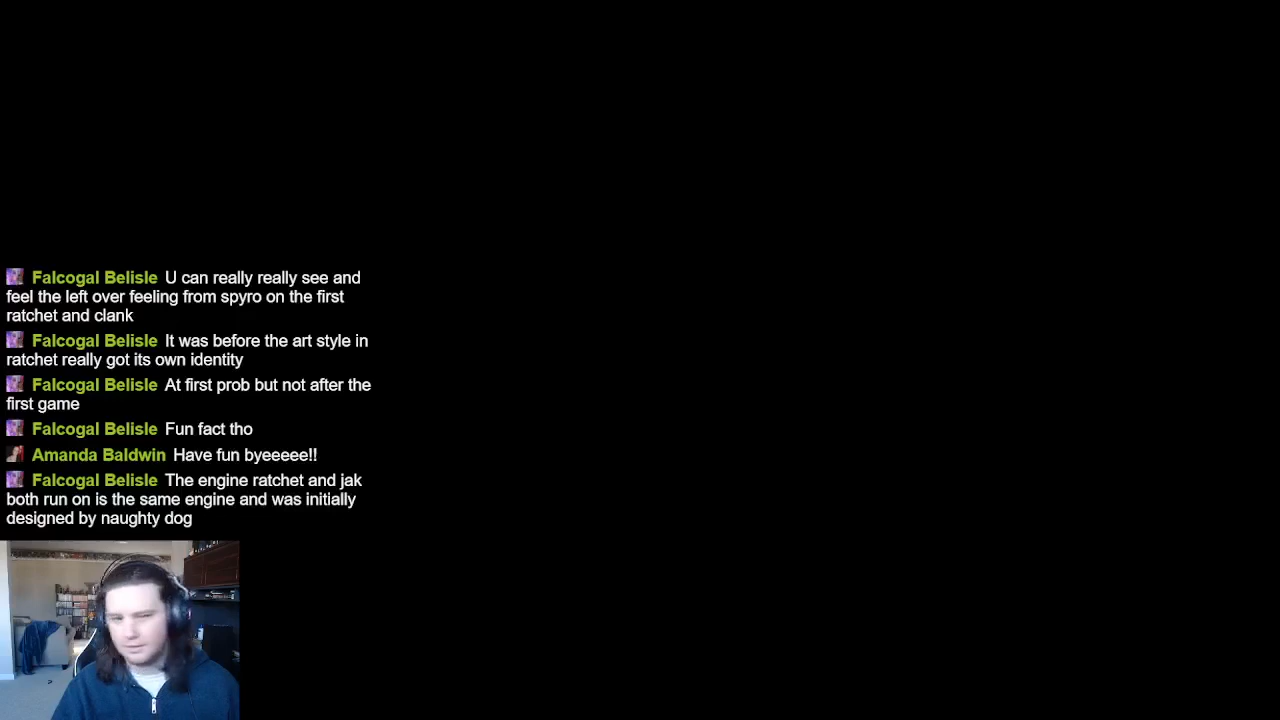 Falcogal Belisle U can really really see and
feel the left over feeling from spyro on the first
ratchet and clank
Falcogal Belisle It was before the art style in
ratchet really got its own identity
Falcogal Belisle At first prob but not after the
first game
Falcogal Belisle Fun fact tho
Amanda Baldwin Have fun byeeeee!!
Falcogal Belisle The engine ratchet and jak
both run on is the same engine and was initially
designed by naughty dog